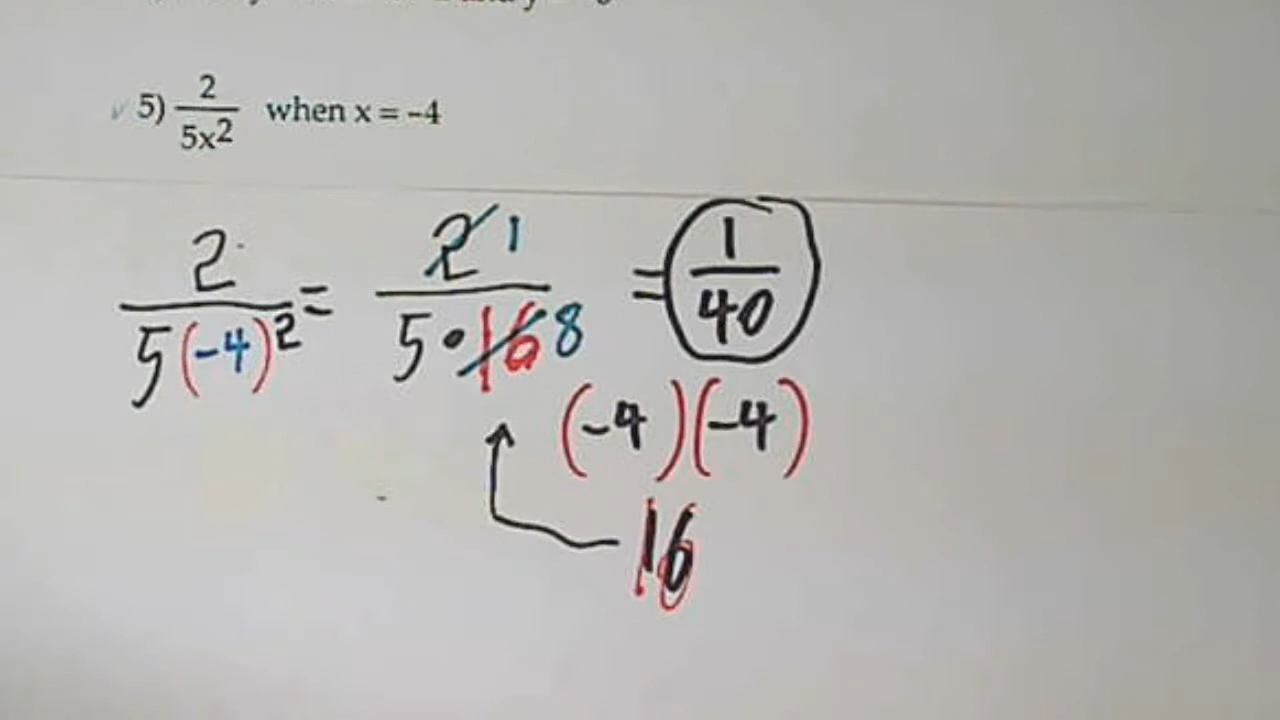 5) 2/5x² when x = -4
2/5(-4)² = 2 1/5•16 8 = 1/40
(-4)(-4)
16